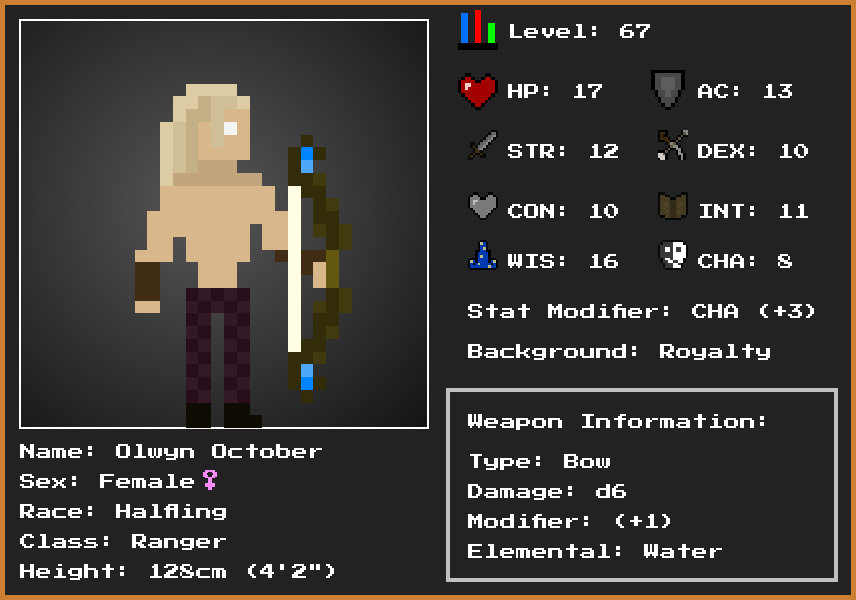 Level: 67
HP: 17
AC: 13
STR: 12
DEX: 10
CON: 10
INT: 11
WIS: 16
CHA: 8
Stat Modifier: CHA (+3)
Background: Royalty
Weapon Information:
Type: Bow
Damage: d6
Modifier: (+1)
Elemental: Water
Name: Olwyn October
Sex: Female♀
Race: Halfling
Class: Ranger
Height: 128cm (4'2")